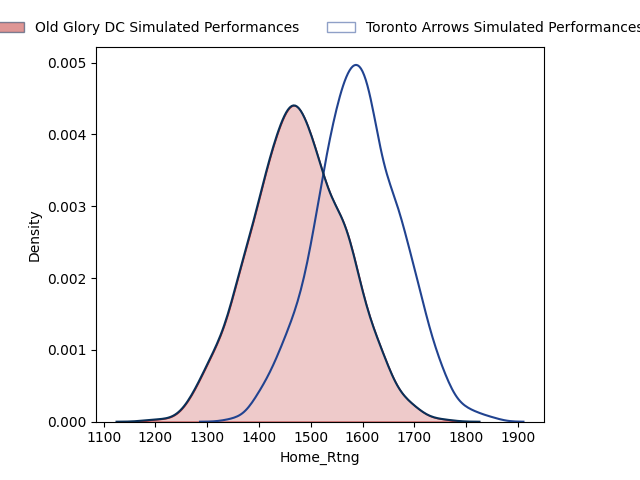 Old Glory DC Simulated Performances
Toronto Arrows Simulated Performances
0.005
0.004
0.003
0.002
0.001
0.000
Density
1100 1200 1300 1400 1500 1600 1700 1800 1900
Home_Rtng